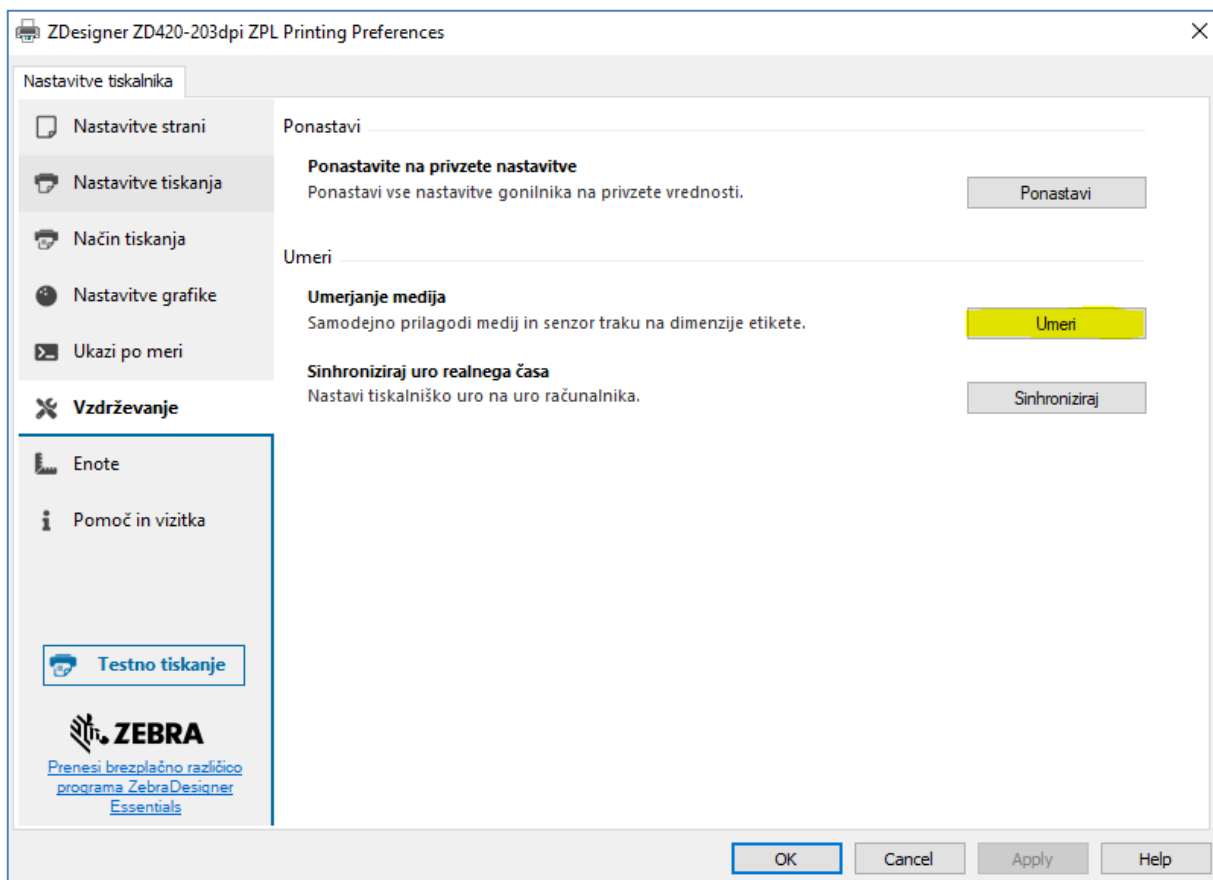 ZDesigner ZD420-203dpi ZPL Printing Preferences
Nastavitve tiskalnika
Nastavitve strani
Nastavitve tiskanja
Način tiskanja
Nastavitve grafike
Ukazi po meri
Vzdrževanje
Enote
Pomoč in vizitka
Testno tiskanje
ZEBRA
Prenesi brezplačno različico
programa ZebraDesigner
Essentials
Ponastavi
Ponastavite na privzete nastavitve
Ponastavi vse nastavitve gonilnika na privzete vrednosti.
Ponastavi
Umeri
Umerjanje medija
Samodejno prilagodi medij in senzor traku na dimenzije etikete.
Umeri
Sinhroniziraj uro realnega časa
Nastavi tiskalniško uro na uro računalnika.
Sinhroniziraj
OK
Cancel
Apply
Help